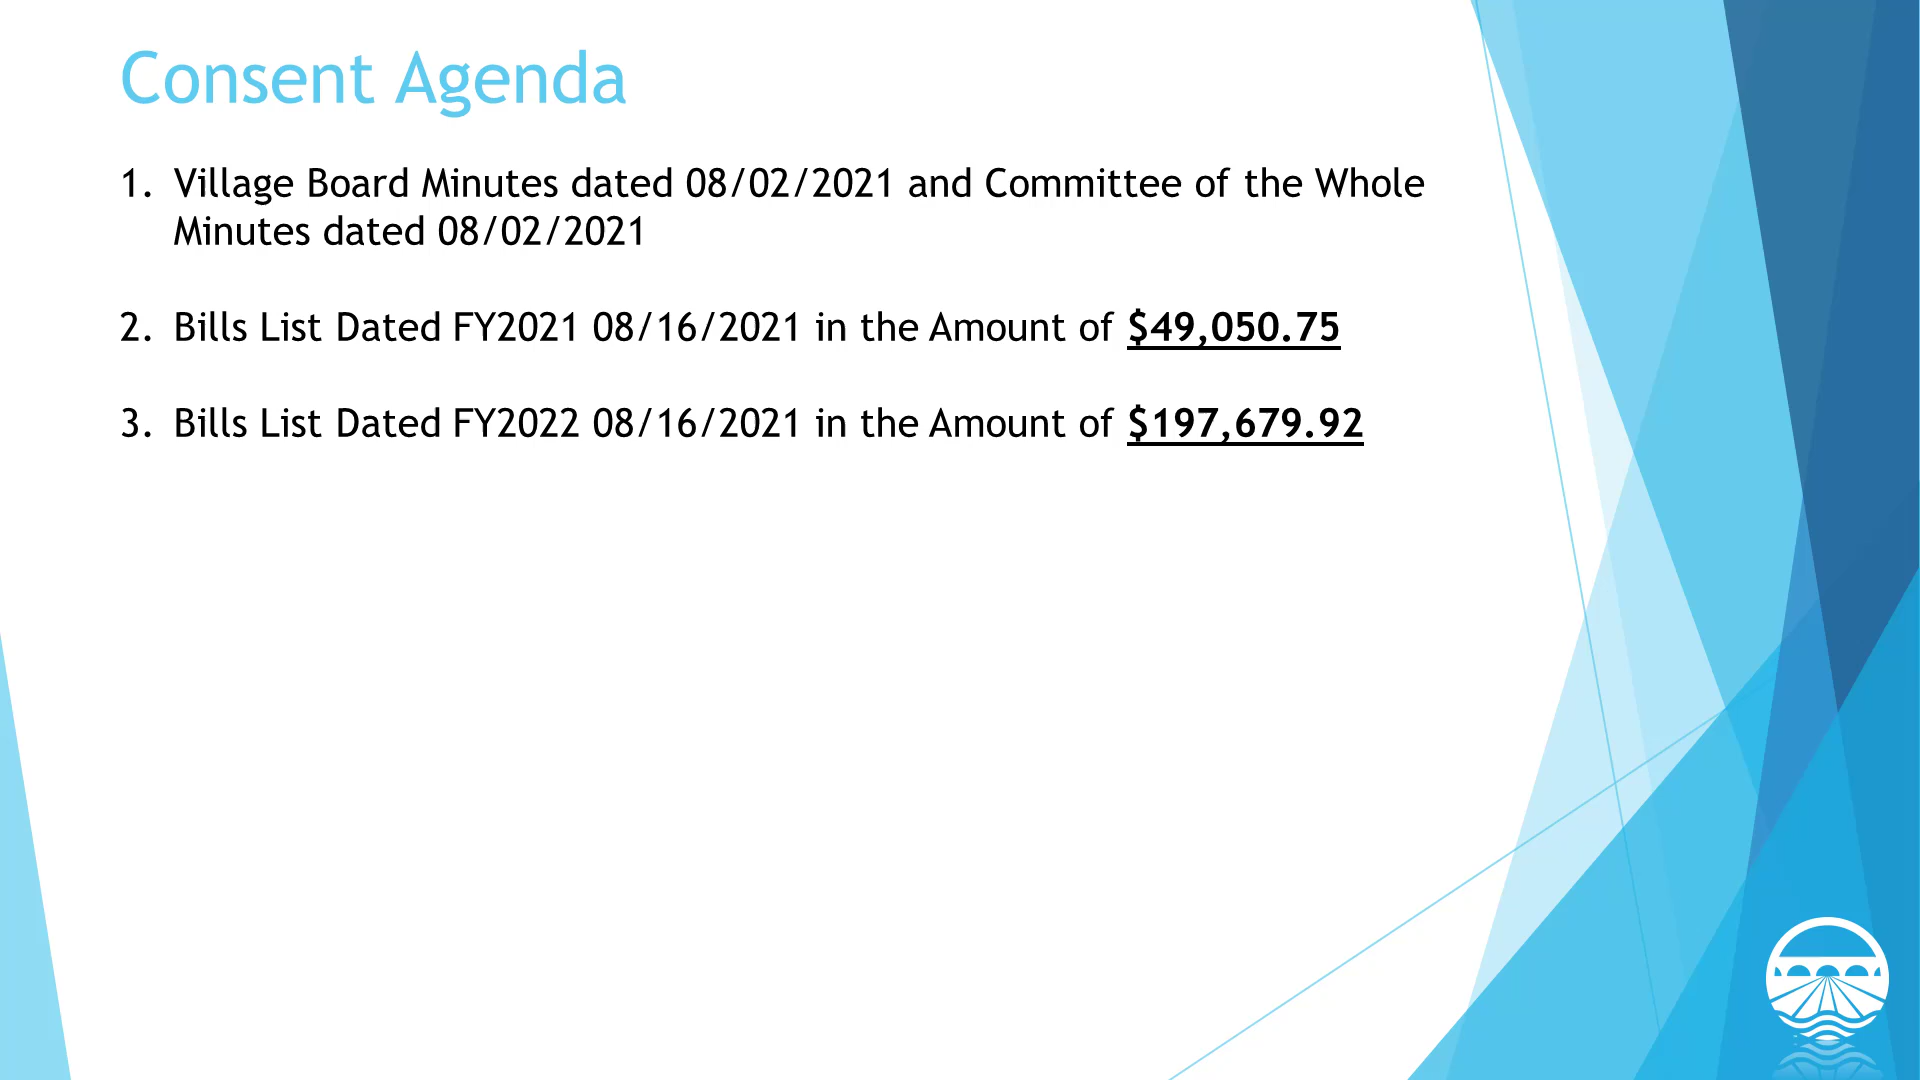 Consent Agenda
1. Village Board Minutes dated 08/02/2021 and Committee of the Whole
Minutes dated 08/02/2021
2. Bills List Dated FY2021 08/16/2021 in the Amount of $49,050.75
3. Bills List Dated FY2022 08/16/2021 in the Amount of $197,679.92